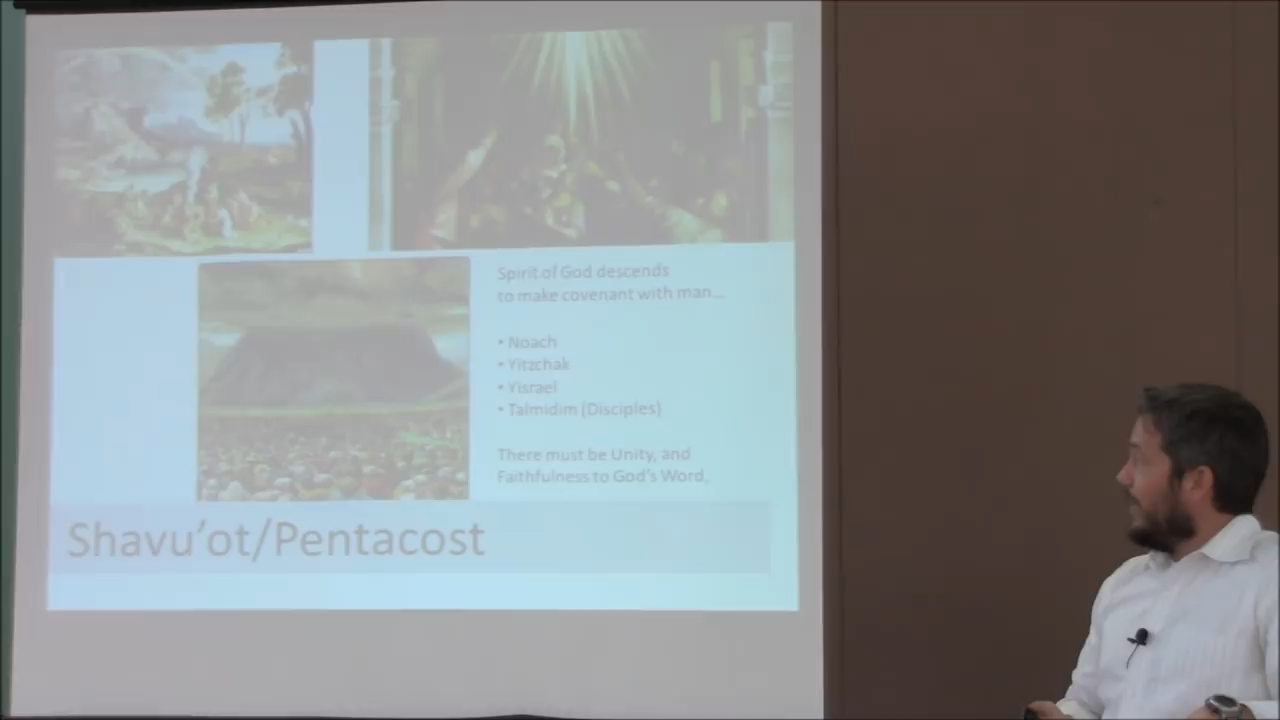 Spirit of God descends
to make covenant with man...
• Noach
• Yitzchak
• Yisrael
• Talmidim (Disciples)
There must be Unity, and
Faithfulness to God's Word,
Shavu'ot/Pentacost